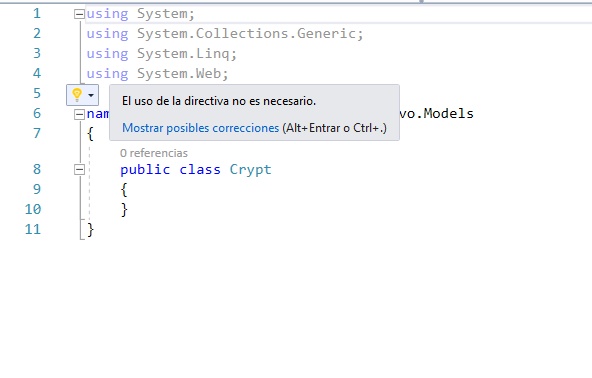 1 using System;
2 using System.Collections.Generic;
3 using System.Linq;
4 using System.Web;
5
El uso de la directiva no es necesario.
6 nam vo.Models
Mostrar posibles correcciones (Alt+Entrar o Ctrl+.)
7 {
0 referencias
8 public class Crypt
9 {
10 }
11 }